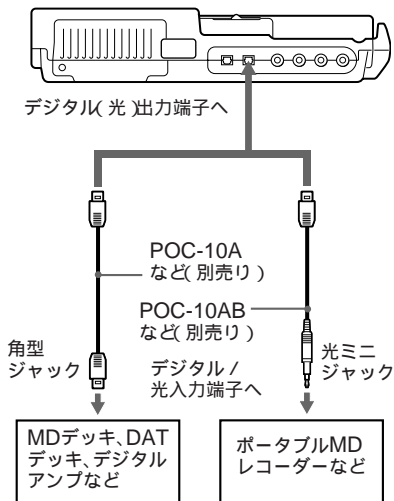 デジタル(光)出力端子へ
POC-10A
など(別売り)
POC-10AB
など(別売り)
角型
ジャック
デジタル /
光入力端子へ
光ミニ
ジャック
MDデッキ、DAT
デッキ、デジタル
アンプなど
ポータブルMD
レコーダーなど